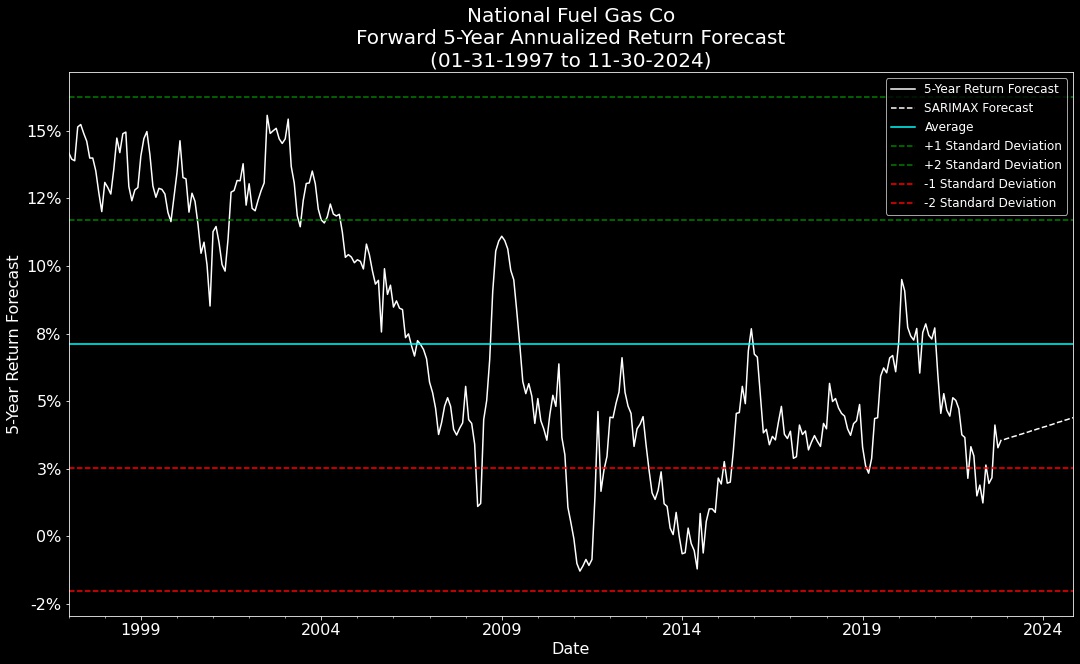 National Fuel Gas Co
Forward 5-Year Annualized Return Forecast
(01-31-1997 to 11-30-2024)
5-Year Return Forecast
SARIMAX Forecast
Average
+1 Standard Deviation
+2 Standard Deviation
-1 Standard Deviation
-2 Standard Deviation
15%
12%
10%
8%
5%
3%
0%
-2%
5-Year Return Forecast
1999
2004
2009
2014
2019
2024
Date